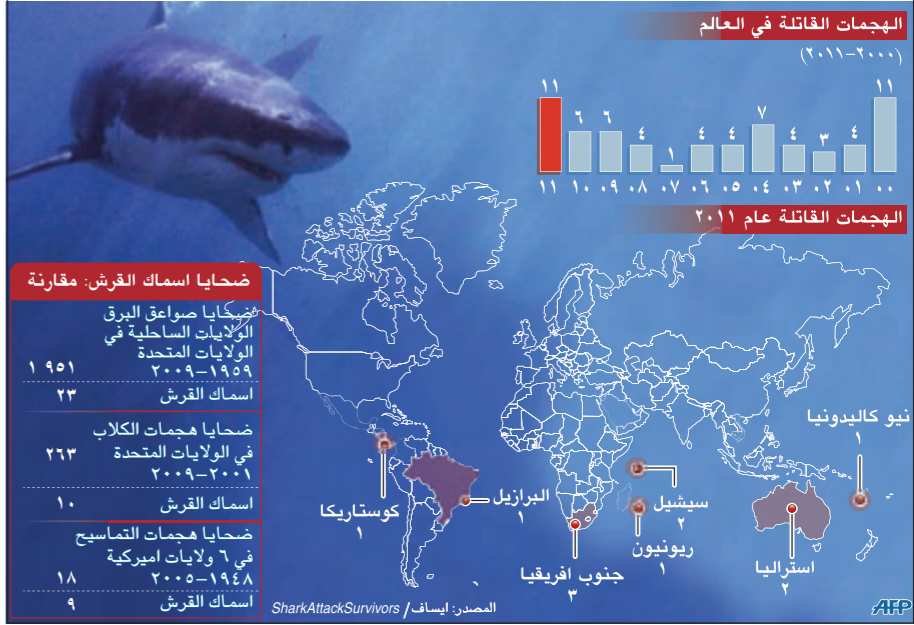 الهجمات القاتلة في العالم
(٢٠٠٠-٢٠١١)
١١ ٤ ٣ ٤ ٧ ٤ ٤ ١ ٤ ٦ ٦ ١١
٠٠ ٠١ ٠٢ ٠٣ ٠٤ ٠٥ ٠٦ ٠٧ ٠٨ ٠٩ ١٠ ١١
الهجمات القاتلة عام ٢٠١١
نيو كاليدونيا
١
استراليا
٢
سيشيل
٢
ريونيون
١
جنوب افريقيا
٣
البرازيل
١
كوستاريكا
١
ضحايا اسماك القرش: مقارنة
ضحايا صواعق البرق
الولايات الساحلية في
الولايات المتحدة
١٩٥٩-٢٠٠٩ ١ ٩٥١
اسماك القرش ٢٣
ضحايا هجمات الكلاب
في الولايات المتحدة ٢٦٣
٢٠٠١-٢٠٠٩
اسماك القرش ١٠
ضحايا هجمات التماسيح
في ٦ ولايات اميركية
١٩٤٨-٢٠٠٥ ١٨
اسماك القرش ٩
المصدر: ايساف/ SharkAttackSurvivors
AFP